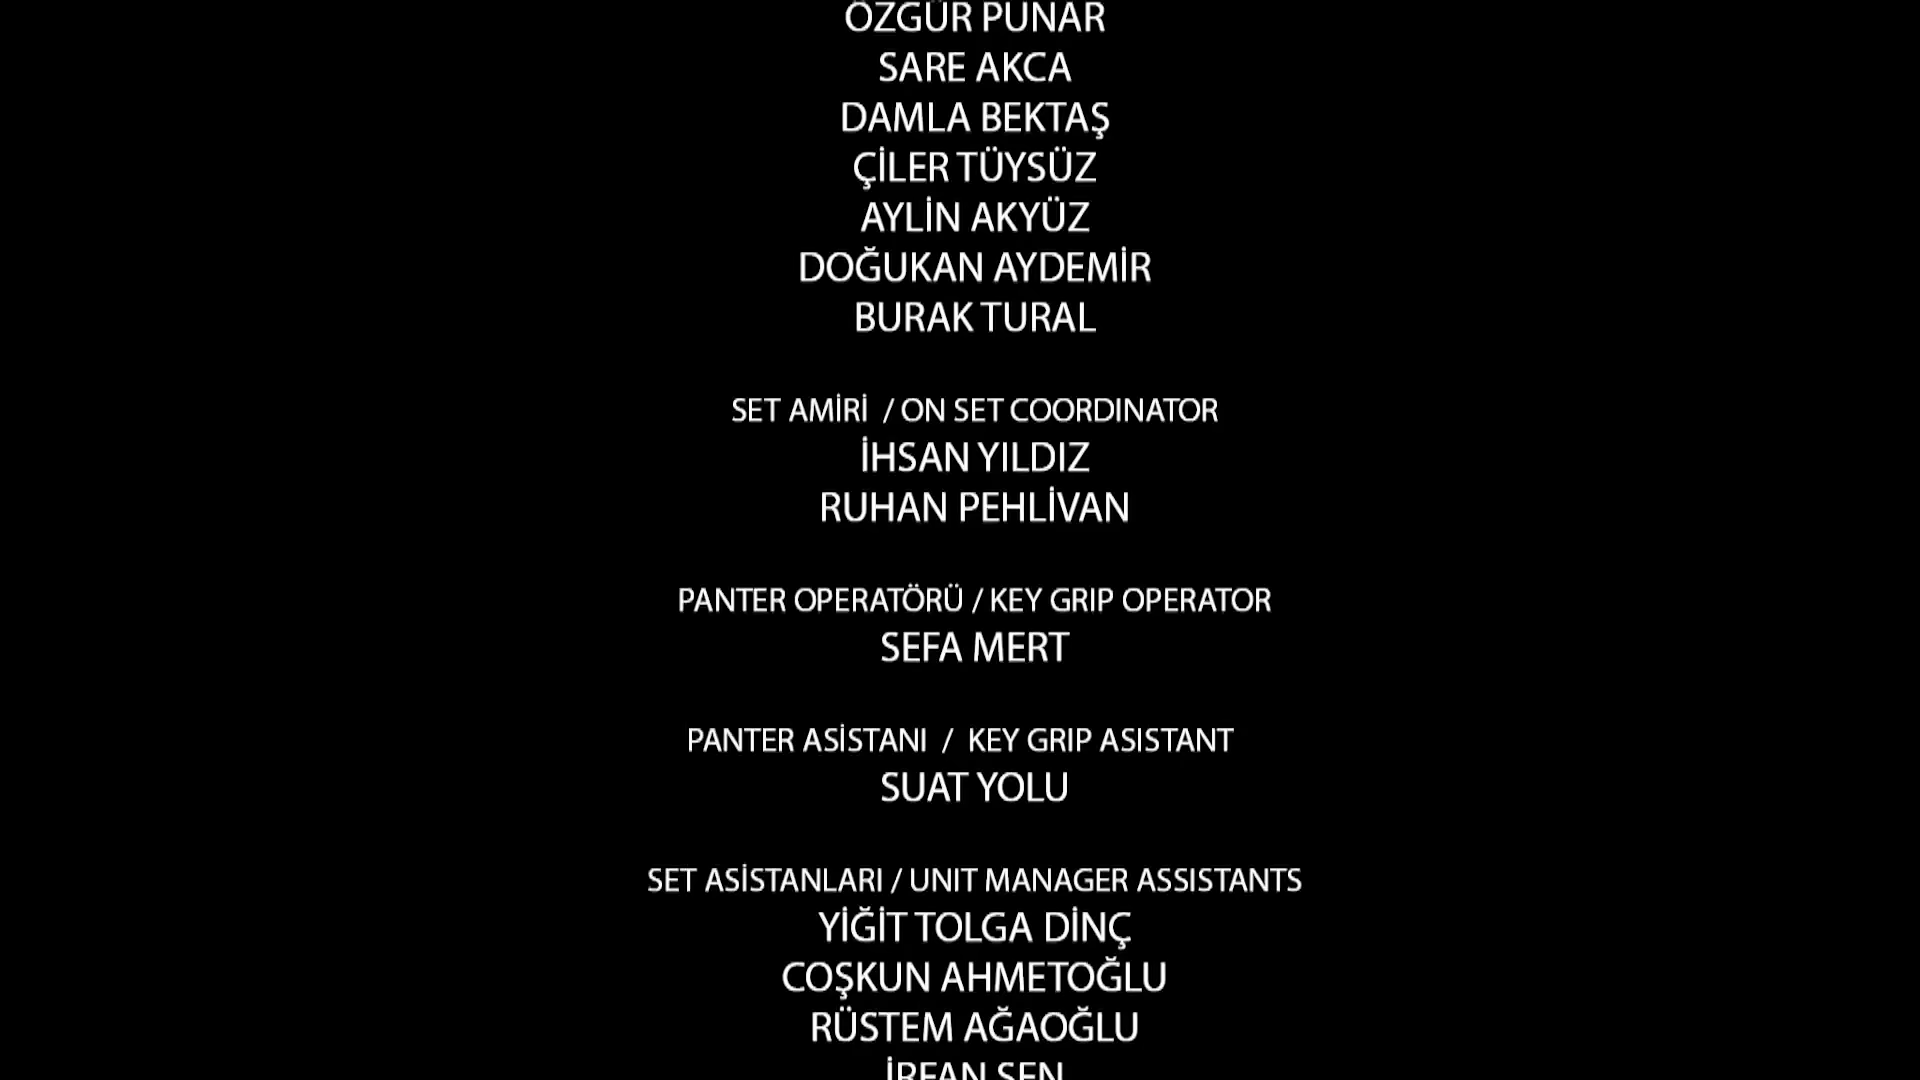 ÖZGÜR PUNAR
SARE AKCA
DAMLA BEKTAŞ
ÇİLER TÜYSÜZ
AYLİN AKYÜZ
DOĞUKAN AYDEMİR
BURAK TURAL
SET AMİRİ / ON SET COORDINATOR
İHSAN YILDIZ
RUHAN PEHLİVAN
PANTER OPERATÖRÜ / KEY GRIP OPERATOR
SEFA MERT
PANTER ASİSTANI / KEY GRIP ASISTANT
SUAT YOLU
SET ASİSTANLARI / UNIT MANAGER ASSISTANTS
YİĞİT TOLGA DİNÇ
COŞKUN AHMETOĞLU
RÜSTEM AĞAOĞLU
İRFAN